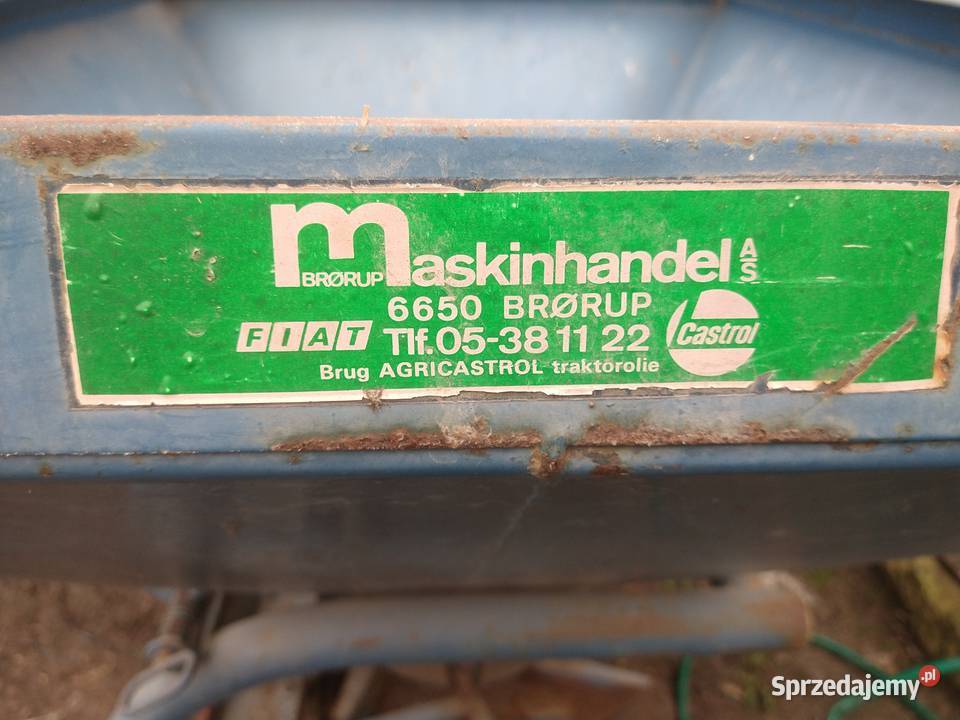 BRØRUP Maskinhandel A/S
6650 BRØRUP
FIAT Tlf. 05-38 11 22 Castrol
Brug AGRICASTROL traktorolie
Sprzedajemy.pl